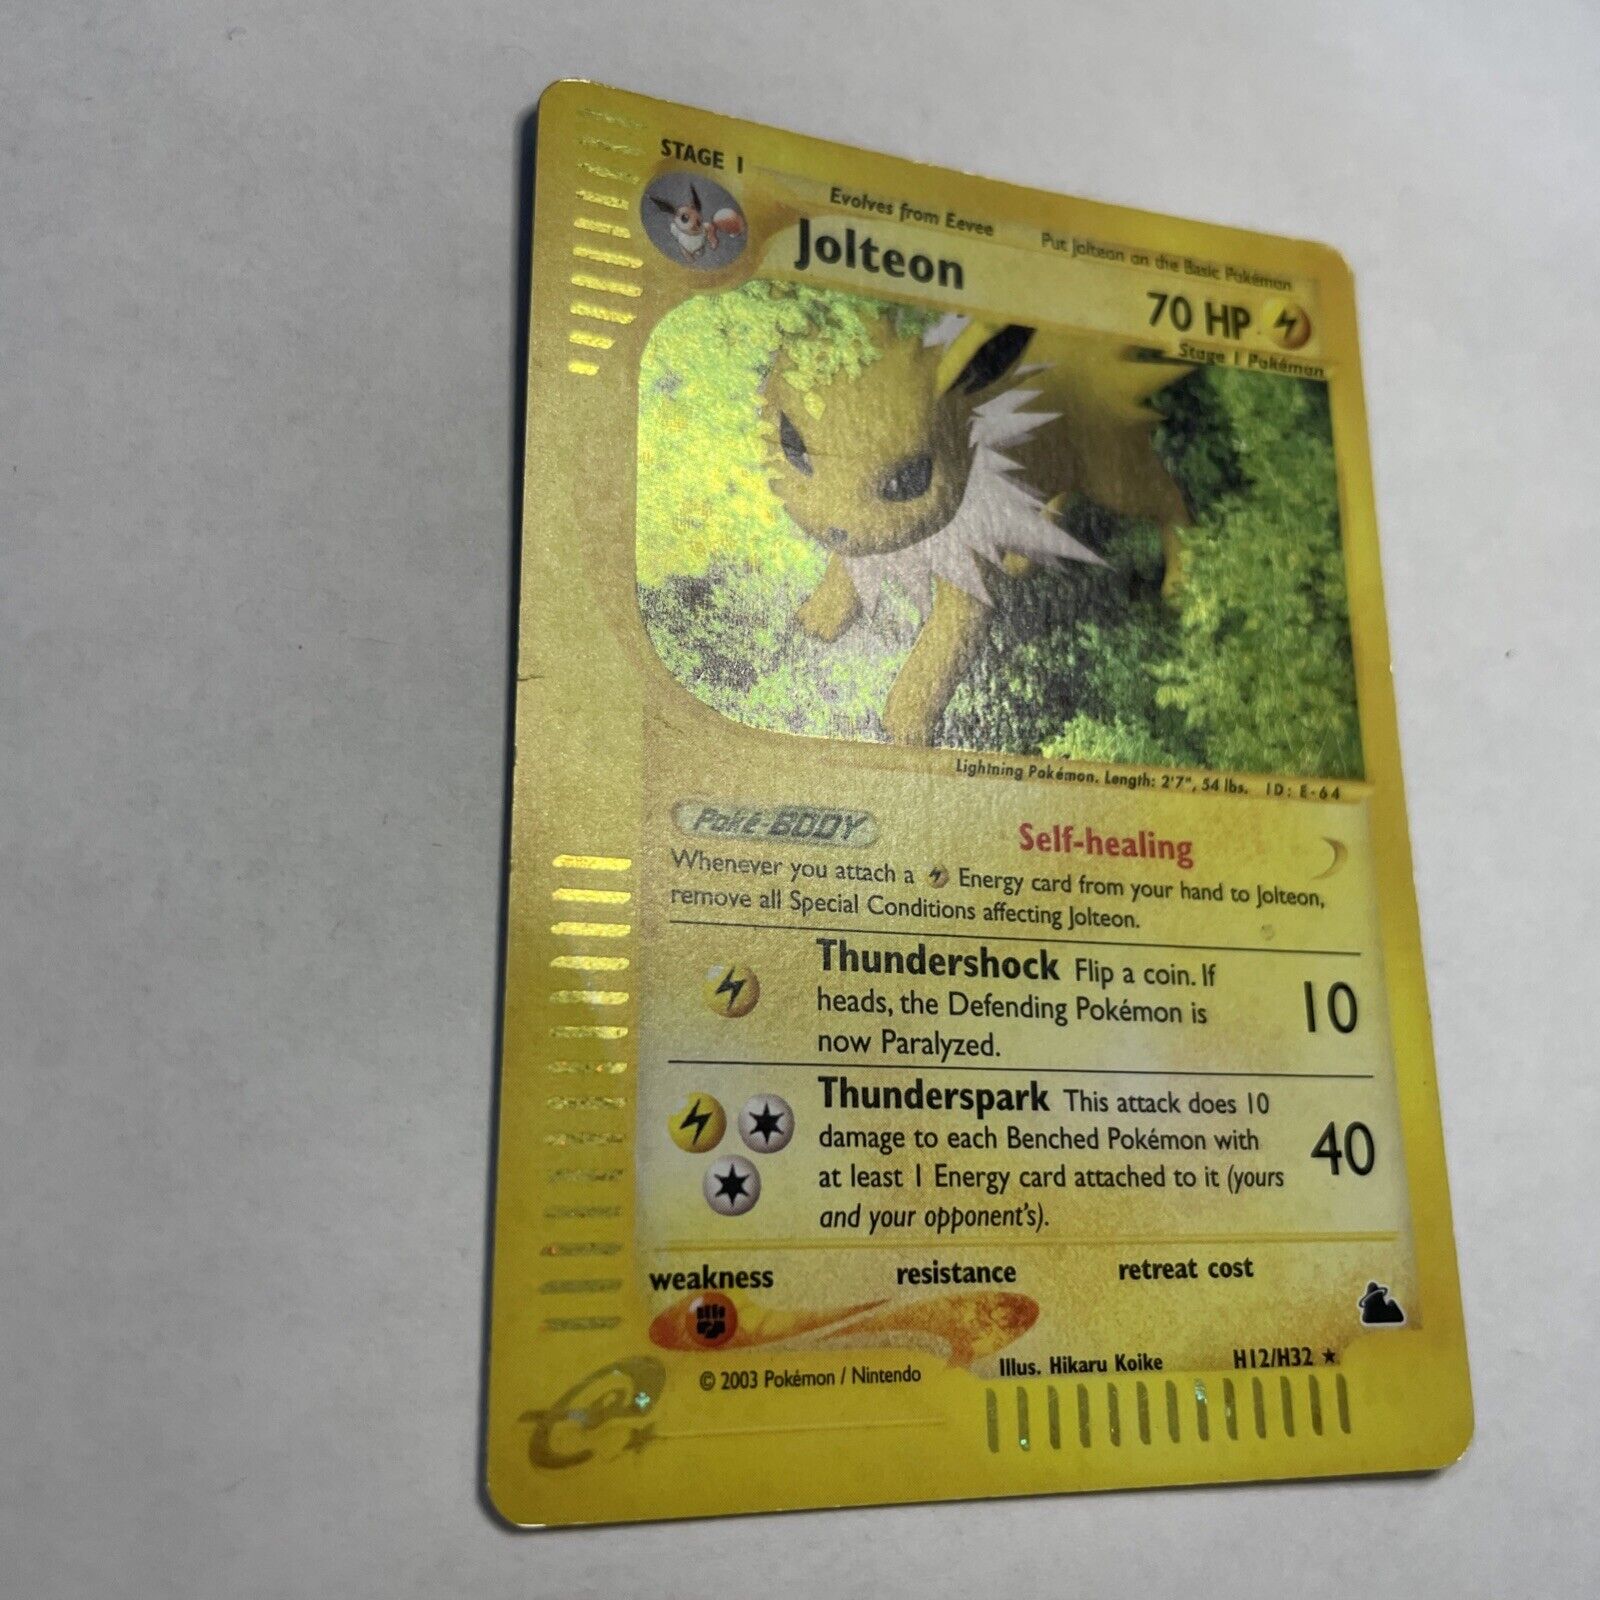 STAGE 1
Evolves from Eevee
Put Jolteon on the Basic Pokémon
Jolteon
70 HP
Stage 1 Pokémon
Lightning Pokémon. Length: 2'7", 54 lbs. ID: E-64
Poké-BODY
Self-healing
Whenever you attach a Energy card from your hand to Jolteon,
remove all Special Conditions affecting Jolteon.
Thundershock Flip a coin. If
heads, the Defending Pokémon is
now Paralyzed.
10
Thunderspark This attack does 10
damage to each Benched Pokémon with
at least 1 Energy card attached to it (yours
and your opponent's).
40
weakness
resistance
retreat cost
© 2003 Pokémon / Nintendo
Illus. Hikaru Koike
H12/H32 ★
e